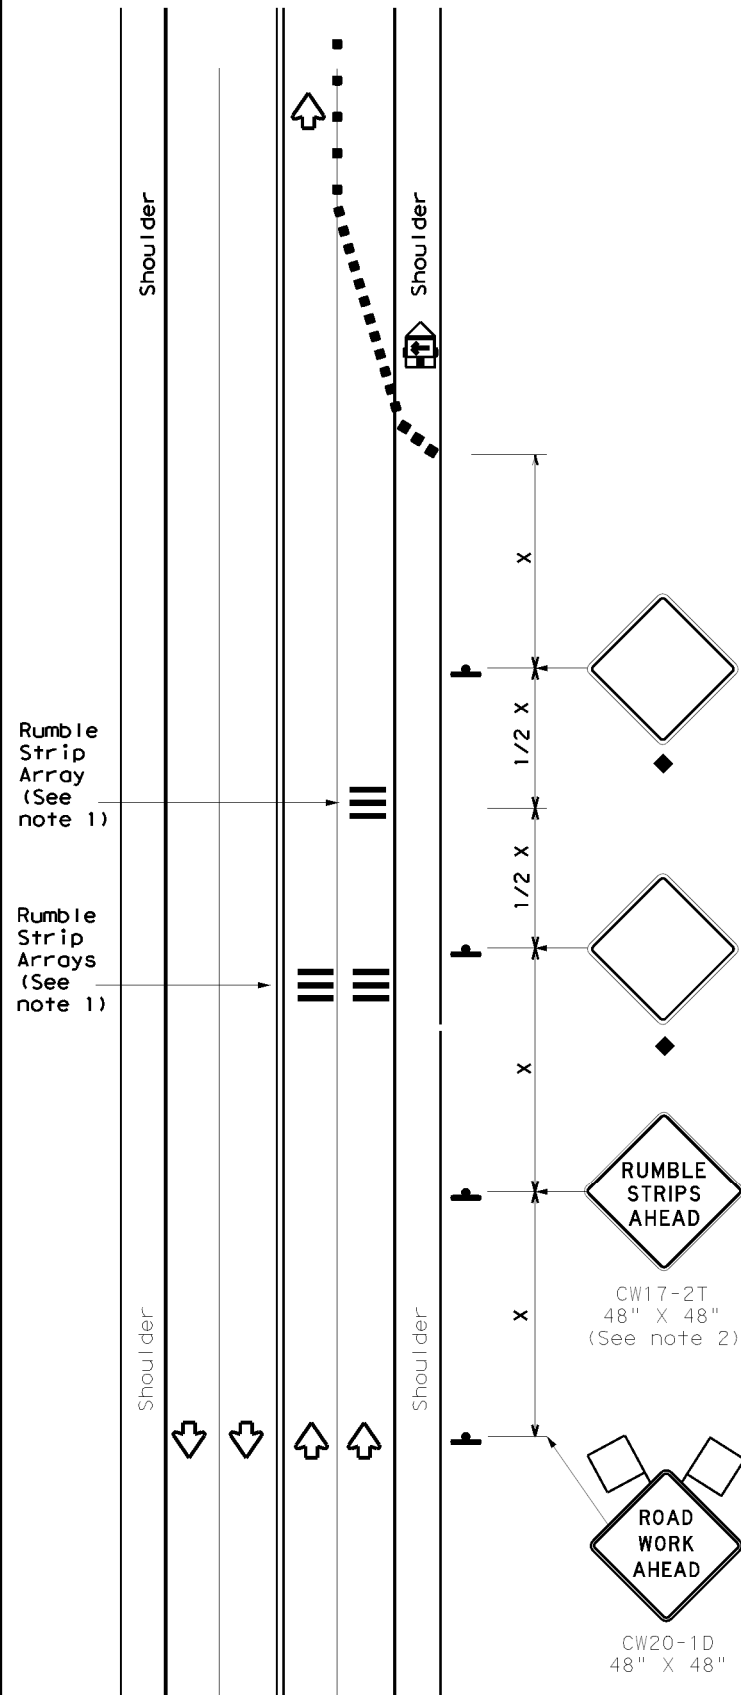 Shoulder
Shoulder
X
1/2 X
Rumble
Strip
Array
(See
note 1)
1/2 X
Rumble
Strip
Arrays
(See
note 1)
X
RUMBLE
STRIPS
AHEAD
CW17-2T
48" X 48"
(See note 2)
X
Shoulder
Shoulder
ROAD
WORK
AHEAD
CW20-1D
48" X 48"